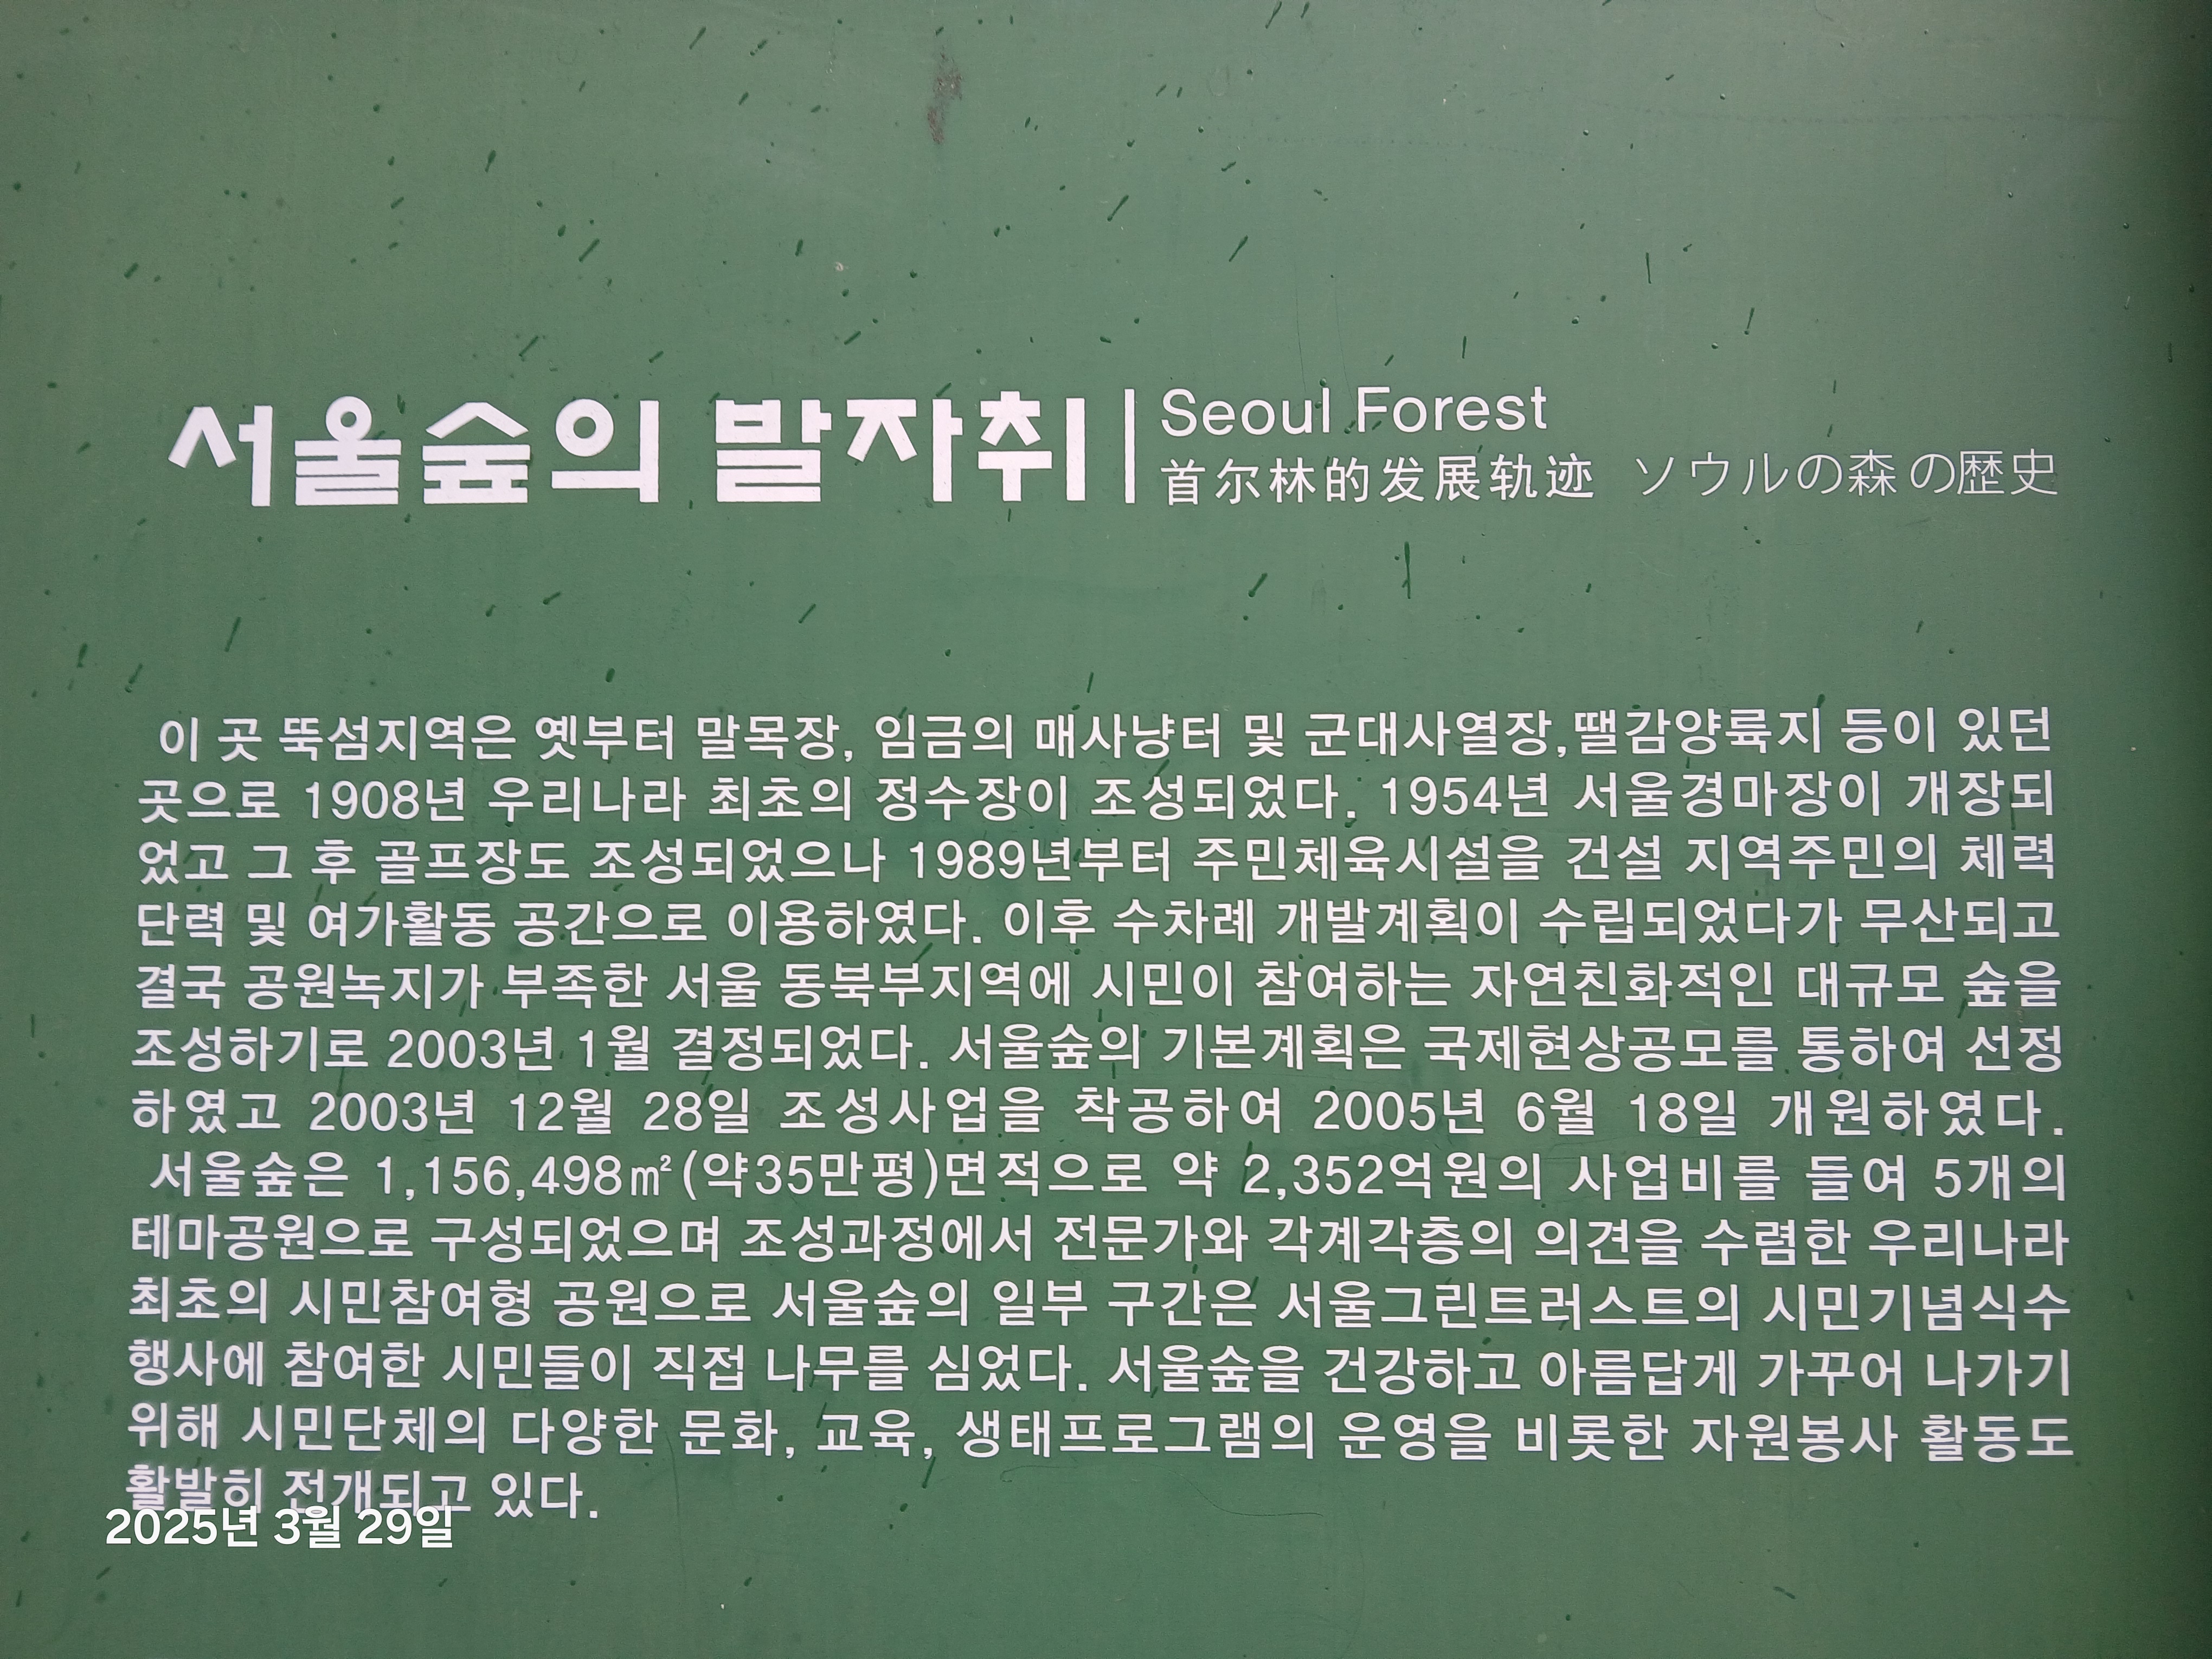 서울숲의 발자취
Seoul Forest
首尔林的发展轨迹 ソウルの森の歴史
이 곳 뚝섬지역은 옛부터 말목장, 임금의 매사냥터 및 군대사열장,땔감양륙지 등이 있던
곳으로 1908년 우리나라 최초의 정수장이 조성되었다. 1954년 서울경마장이 개장되
었고 그 후 골프장도 조성되었으나 1989년부터 주민체육시설을 건설 지역주민의 체력
단력 및 여가활동 공간으로 이용하였다. 이후 수차례 개발계획이 수립되었다가 무산되고
결국 공원녹지가 부족한 서울 동북부지역에 시민이 참여하는 자연친화적인 대규모 숲을
조성하기로 2003년 1월 결정되었다. 서울숲의 기본계획은 국제현상공모를 통하여 선정
하였고 2003년 12월 28일 조성사업을 착공하여 2005년 6월 18일 개원하였다.
서울숲은 1,156,498㎡(약35만평)면적으로 약 2,352억원의 사업비를 들여 5개의
테마공원으로 구성되었으며 조성과정에서 전문가와 각계각층의 의견을 수렴한 우리나라
최초의 시민참여형 공원으로 서울숲의 일부 구간은 서울그린트러스트의 시민기념식수
행사에 참여한 시민들이 직접 나무를 심었다. 서울숲을 건강하고 아름답게 가꾸어 나가기
위해 시민단체의 다양한 문화, 교육, 생태프로그램의 운영을 비롯한 자원봉사 활동도
활발히 전개되고 있다.
2025년 3월 29일